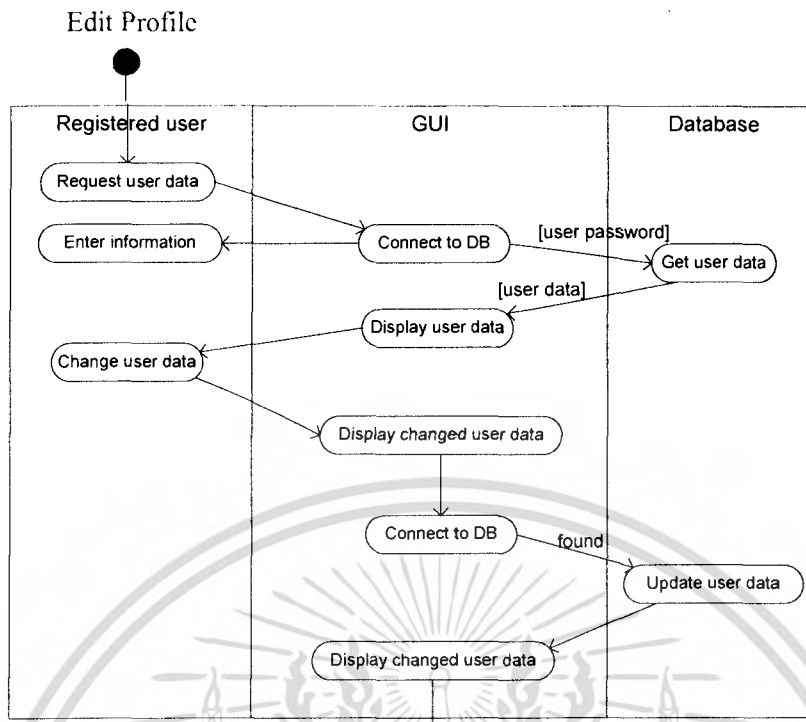 Edit Profile
Registered user
GUI
Database
Request user data
Enter information
Connect to DB
[user password]
Get user data
[user data]
Display user data
Change user data
Display changed user data
Connect to DB
found
Update user data
Display changed user data